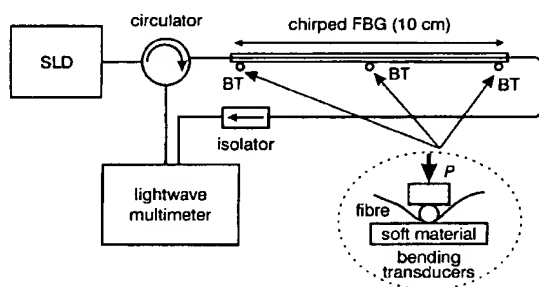 circulator
chirped FBG (10 cm)
SLD
BT
BT
BT
isolator
lightwave
multimeter
P
fibre
soft material
bending
transducers